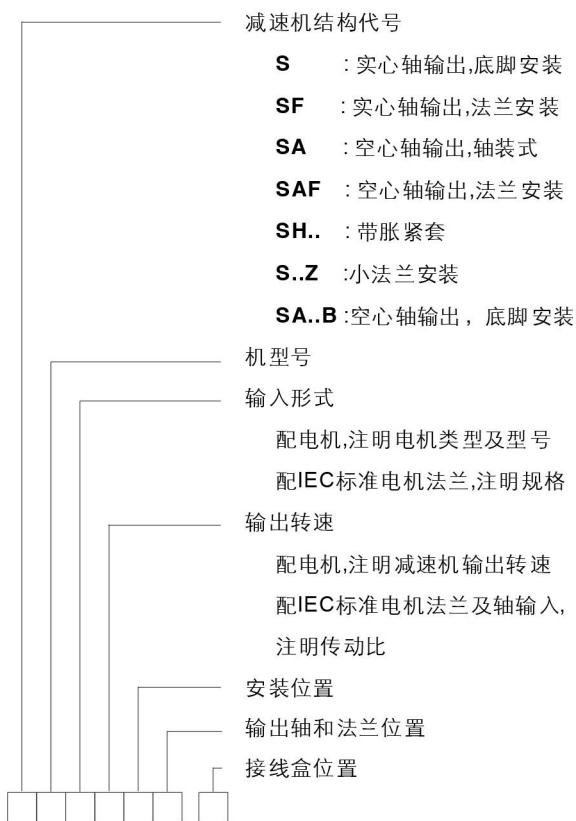 减速机结构代号
S : 实心轴输出,底脚安装
SF : 实心轴输出,法兰安装
SA : 空心轴输出,轴装式
SAF : 空心轴输出,法兰安装
SH.. : 带胀紧套
S..Z :小法兰安装
SA..B :空心轴输出，底脚安装
机型号
输入形式
配电机,注明电机类型及型号
配IEC标准电机法兰,注明规格
输出转速
配电机,注明减速机输出转速
配IEC标准电机法兰及轴输入,
注明传动比
安装位置
输出轴和法兰位置
接线盒位置